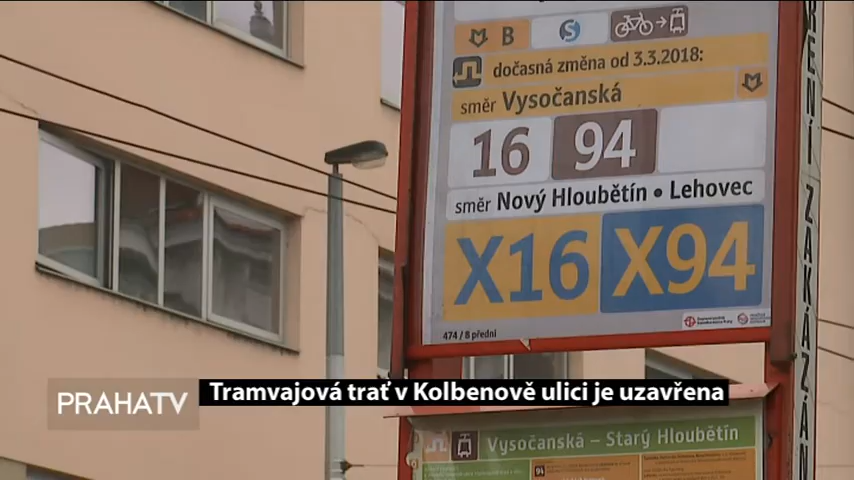 B S
dočasná změna od 3.3.2018:
směr Vysočanská
16 94
směr Nový Hloubětín • Lehovec
X16 X94
474 / 8 přední
PRAHATV
Tramvajová trať v Kolbenově ulici je uzavřena
Vysočanská – Starý Hloubětín
94